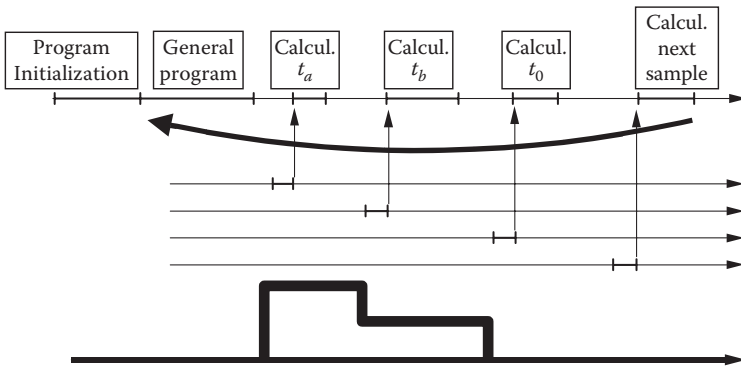 Program
Initialization
General
program
Calcul.
t_a
Calcul.
t_b
Calcul.
t_0
Calcul.
next
sample